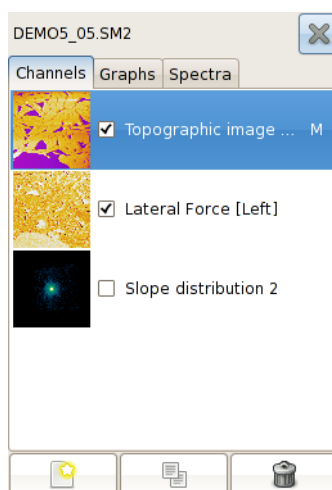 DEMO5_05.SM2
Channels Graphs Spectra
Topographic image ... M
Lateral Force [Left]
Slope distribution 2